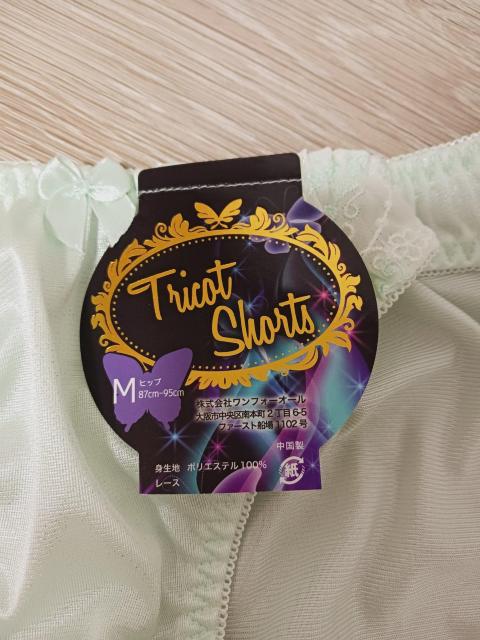 Tricot
Shorts
M ヒップ
87cm~95cm
株式会社ワンフォーオール
大阪市中央区南本町2丁目6-5
ファースト船場1102号
中国製
紙
身生地 ポリエステル100%
レース